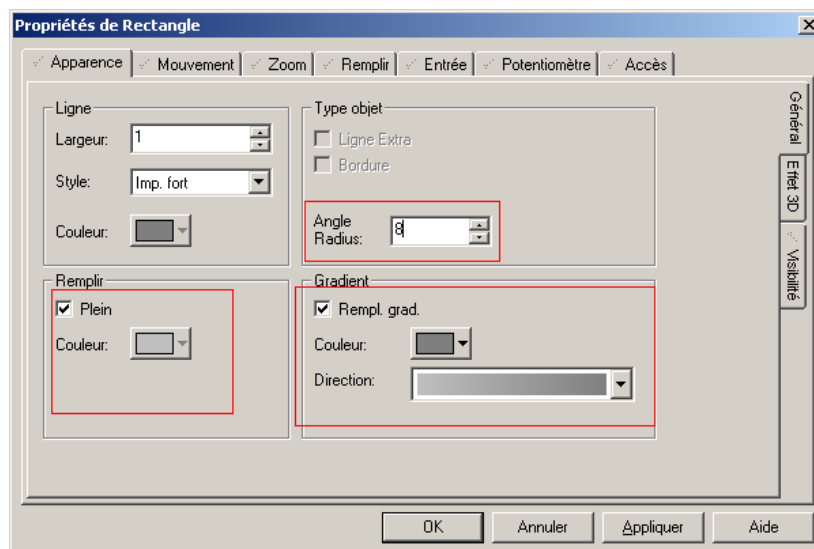 Propriétés de Rectangle
Apparence Mouvement Zoom Remplir Entrée Potentiomètre Accès
Général
Effet 3D
Visibilité
Ligne
Largeur: 1
Style: Imp. fort
Couleur:
Type objet
Ligne Extra
Bordure
Angle
Radius: 8
Remplir
Plein
Couleur:
Gradient
Rempl. grad.
Couleur:
Direction:
OK Annuler Appliquer Aide